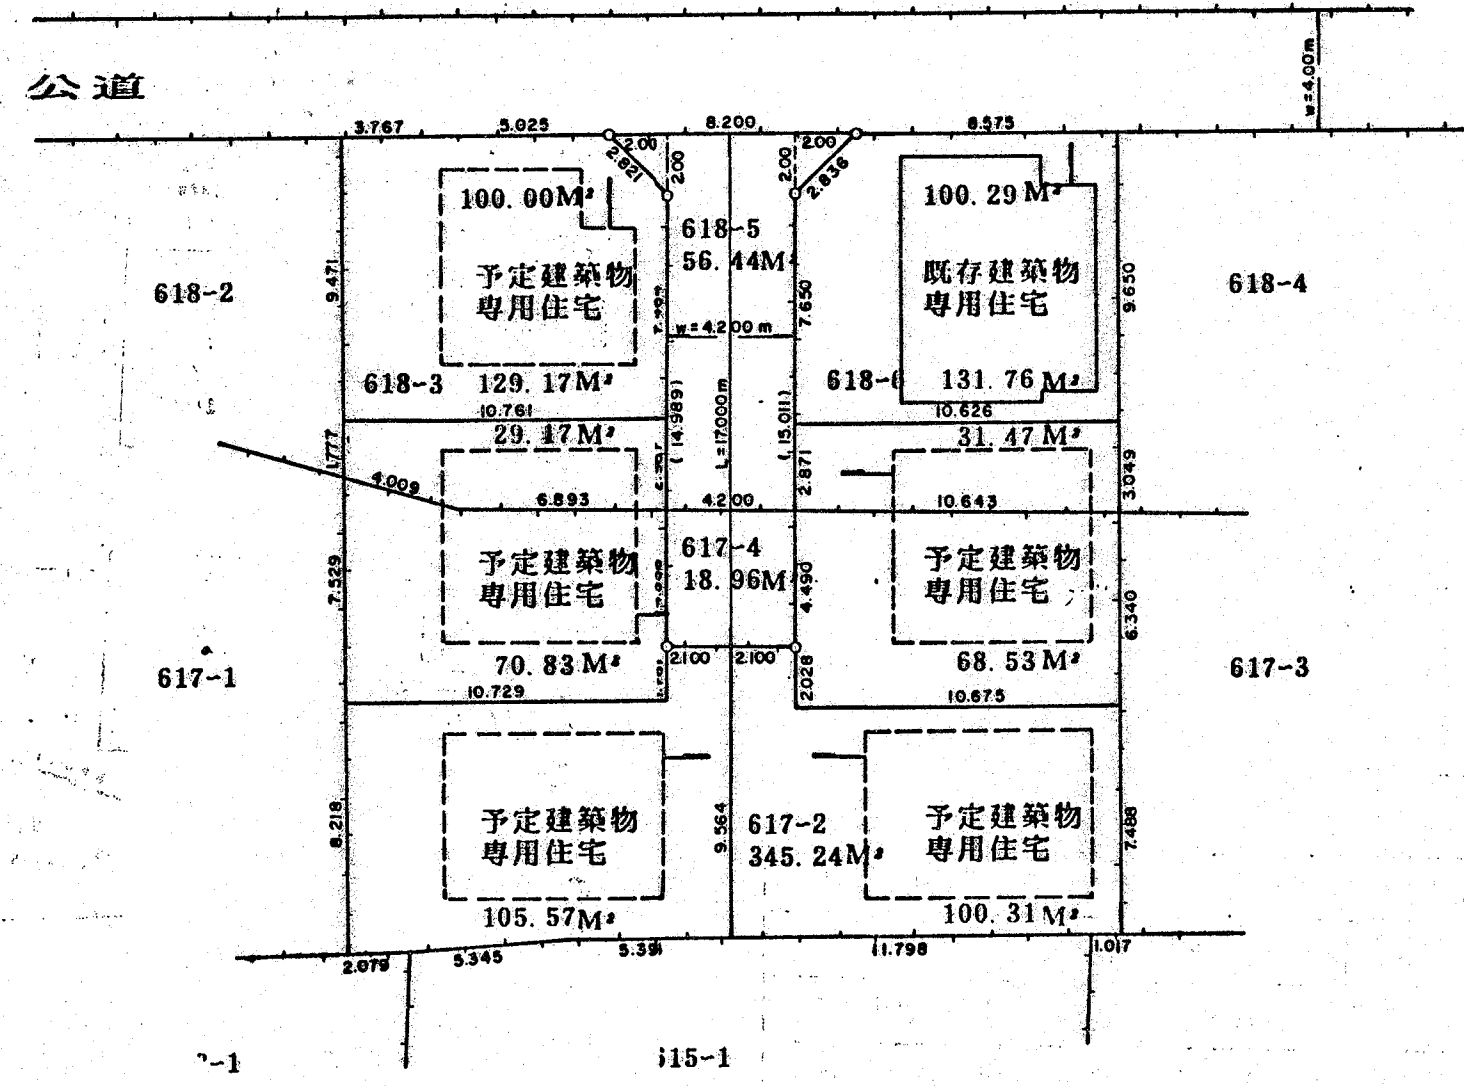 公道
w=4.00m
3.767
5.025
8.200
8.575
2.00
2.00
2.821
2.00
2.00
2.836
100.00M²
618-5
56.44M²
100.29M²
予定建築物
専用住宅
既存建築物
専用住宅
618-2
9.471
7.650
9.650
618-4
w=4.200m
618-3
129.17M²
10.761
29.17M²
(14.989)
L=17.000m
(15.011)
131.76M²
10.626
31.47M²
1.777
4.009
6.893
4.200
2.871
10.643
3.049
617-4
18.96M²
予定建築物
専用住宅
予定建築物
専用住宅
7.529
4.490
6.340
70.83M²
10.729
2.100
2.100
2.028
68.53M²
10.675
617-1
617-3
予定建築物
専用住宅
予定建築物
専用住宅
8.218
9.564
617-2
345.24M²
7.488
105.57M²
100.31M²
2.079
5.345
5.391
11.798
1.017
-1
15-1